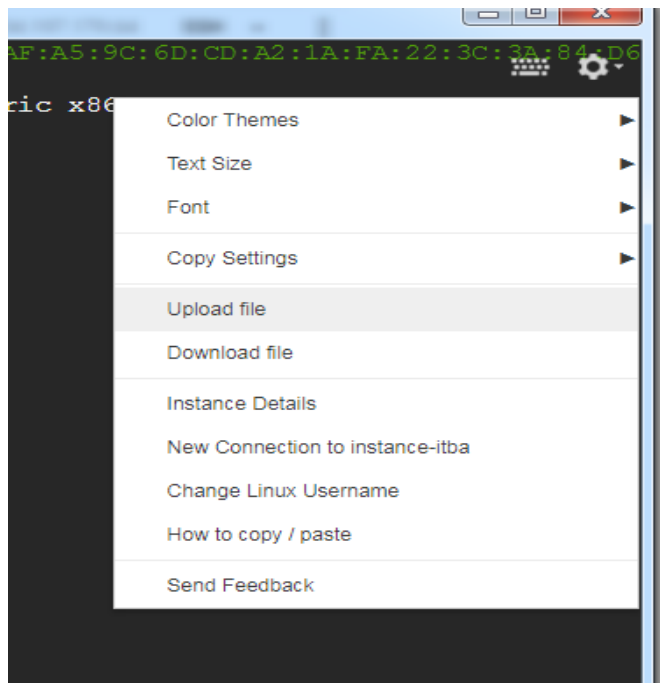 AF:A5:9C:6D:CD:A2:1A:FA:22:3C:3A:84:D6
ric x86
Color Themes
Text Size
Font
Copy Settings
Upload file
Download file
Instance Details
New Connection to instance-itba
Change Linux Username
How to copy / paste
Send Feedback